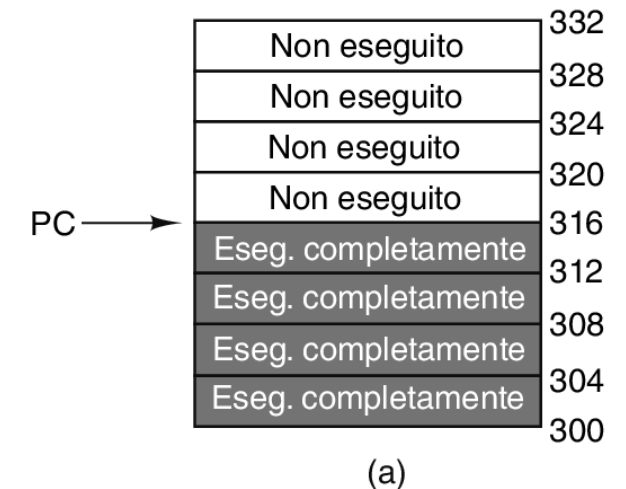 332
Non eseguito
328
Non eseguito
324
Non eseguito
320
Non eseguito
PC
316
Eseg. completamente
312
Eseg. completamente
308
Eseg. completamente
304
Eseg. completamente
300
(a)